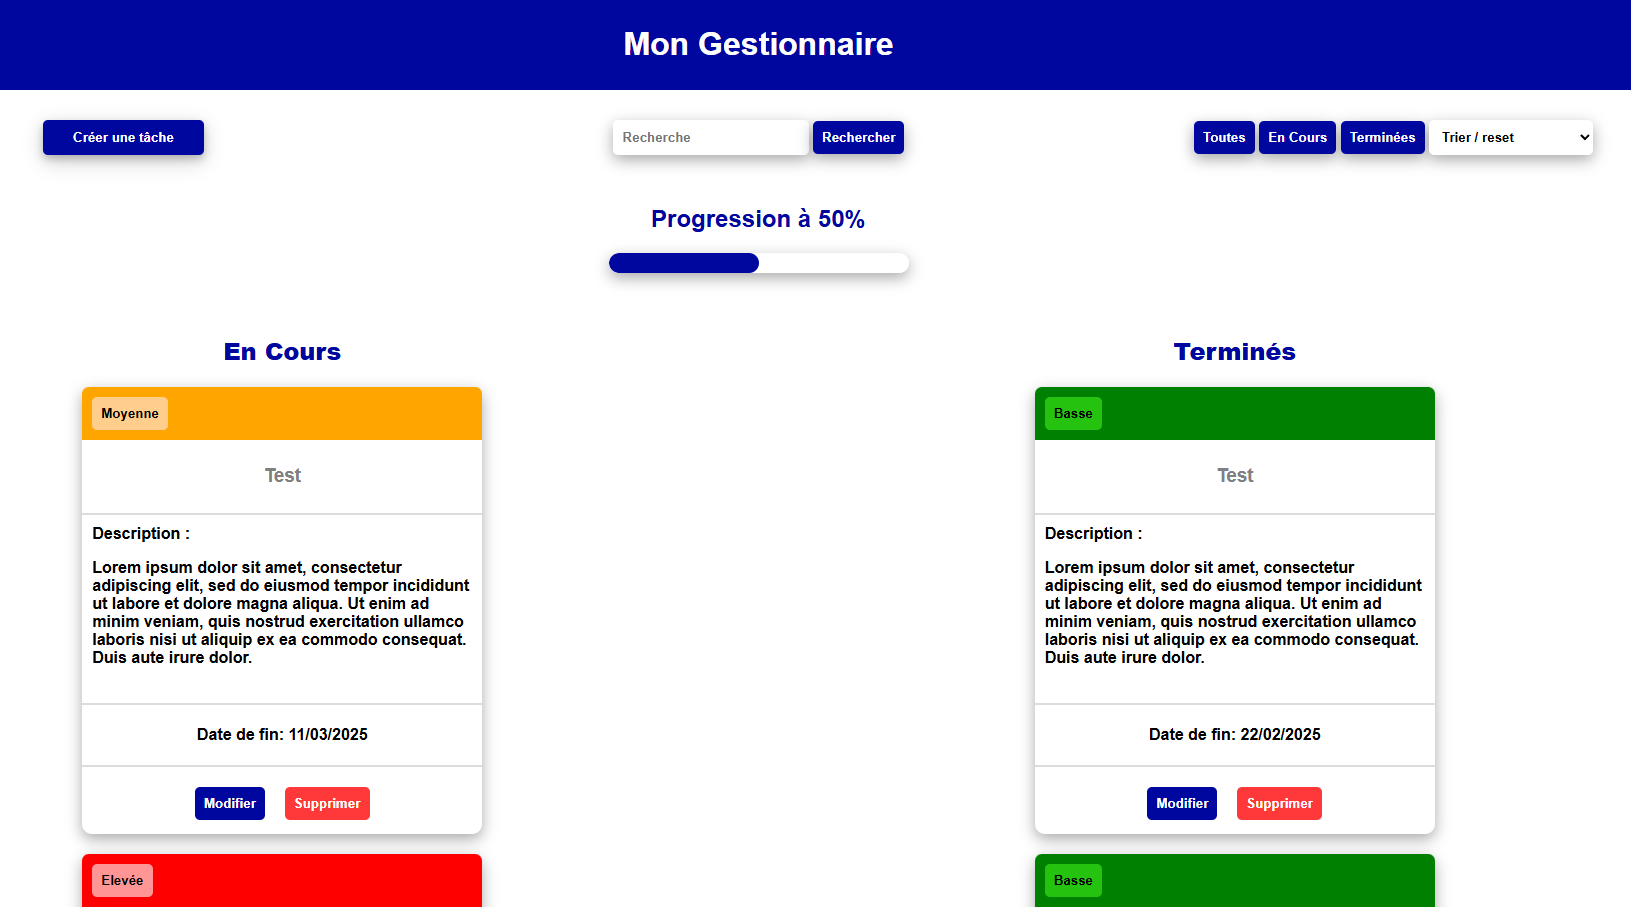 Mon Gestionnaire
Créer une tâche
Recherche
Rechercher
Toutes
En Cours
Terminées
Trier / reset
Progression à 50%
En Cours
Moyenne
Test
Description :
Lorem ipsum dolor sit amet, consectetur
adipiscing elit, sed do eiusmod tempor incididunt
ut labore et dolore magna aliqua. Ut enim ad
minim veniam, quis nostrud exercitation ullamco
laboris nisi ut aliquip ex ea commodo consequat.
Duis aute irure dolor.
Date de fin: 11/03/2025
Modifier
Supprimer
Elevée
Terminés
Basse
Test
Description :
Lorem ipsum dolor sit amet, consectetur
adipiscing elit, sed do eiusmod tempor incididunt
ut labore et dolore magna aliqua. Ut enim ad
minim veniam, quis nostrud exercitation ullamco
laboris nisi ut aliquip ex ea commodo consequat.
Duis aute irure dolor.
Date de fin: 22/02/2025
Modifier
Supprimer
Basse